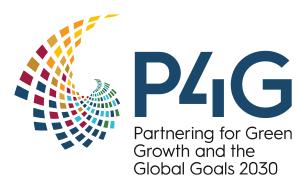 P4G
Partnering for Green
Growth and the
Global Goals 2030